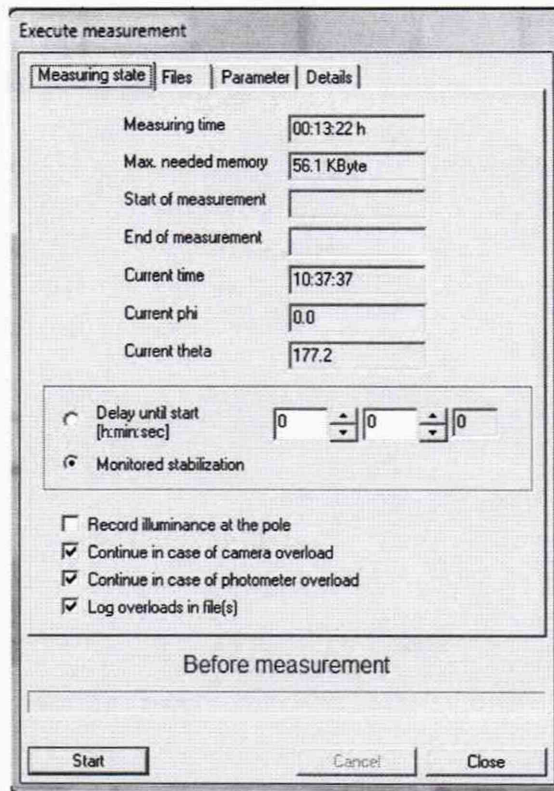 Execute measurement
Measuring state Files Parameter Details
Measuring time 00:13:22 h
Max. needed memory 56.1 KByte
Start of measurement
End of measurement
Current time 10:37:37
Current phi 0.0
Current theta 177.2
Delay until start 0 0 0
[h:min:sec]
Monitored stabilization
Record illuminance at the pole
Continue in case of camera overload
Continue in case of photometer overload
Log overloads in file(s)
Before measurement
Start Cancel Close